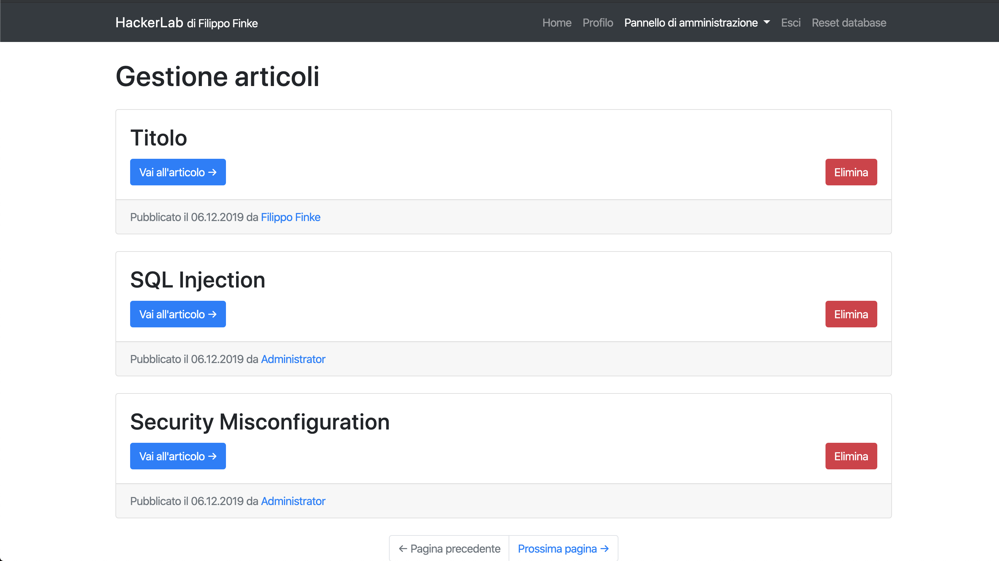 HackerLab di Filippo Finke Home Profilo Pannello di amministrazione Esci Reset database
Gestione articoli
Titolo
Vai all'articolo → Elimina
Pubblicato il 06.12.2019 da Filippo Finke
SQL Injection
Vai all'articolo → Elimina
Pubblicato il 06.12.2019 da Administrator
Security Misconfiguration
Vai all'articolo → Elimina
Pubblicato il 06.12.2019 da Administrator
← Pagina precedente Prossima pagina →